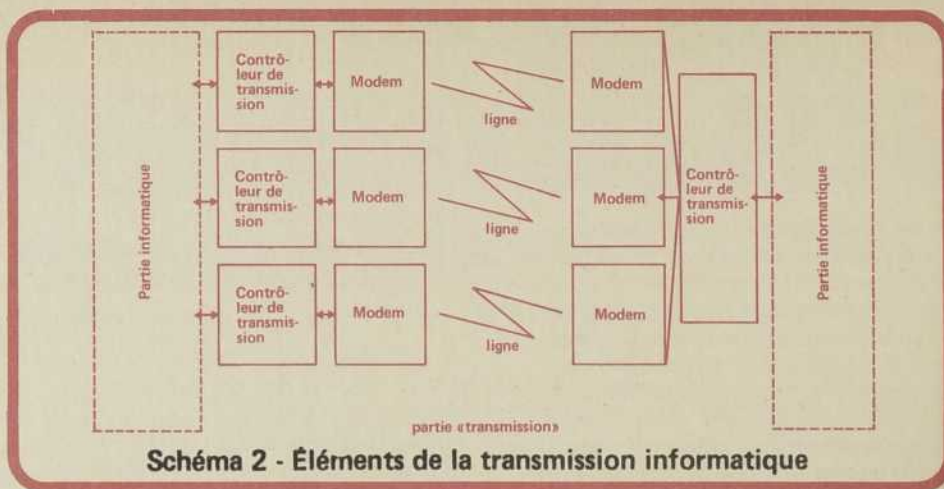 Partie informatique
Contrô-
leur de
transmis-
sion
Modem
ligne
Modem
Contrô-
leur de
transmis-
sion
Modem
ligne
Modem
Contrô-
leur de
transmis-
sion
Modem
ligne
Modem
Contrô-
leur de
transmis-
sion
Partie informatique
partie «transmission»
Schéma 2 - Éléments de la transmission informatique